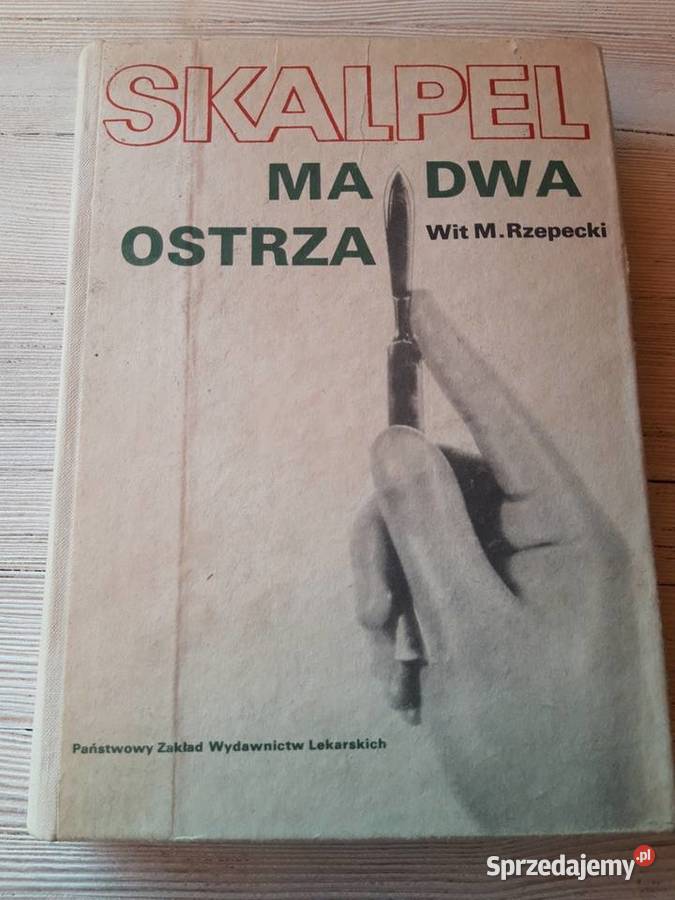 SKALPEL
MA DWA
OSTRZA
Wit M. Rzepecki
Państwowy Zakład Wydawnictw Lekarskich
Sprzedajemy.pl